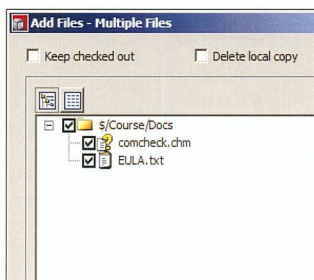 Add Files - Multiple Files
Keep checked out
Delete local copy
$/Course/Docs
comcheck.chm
EULA.txt